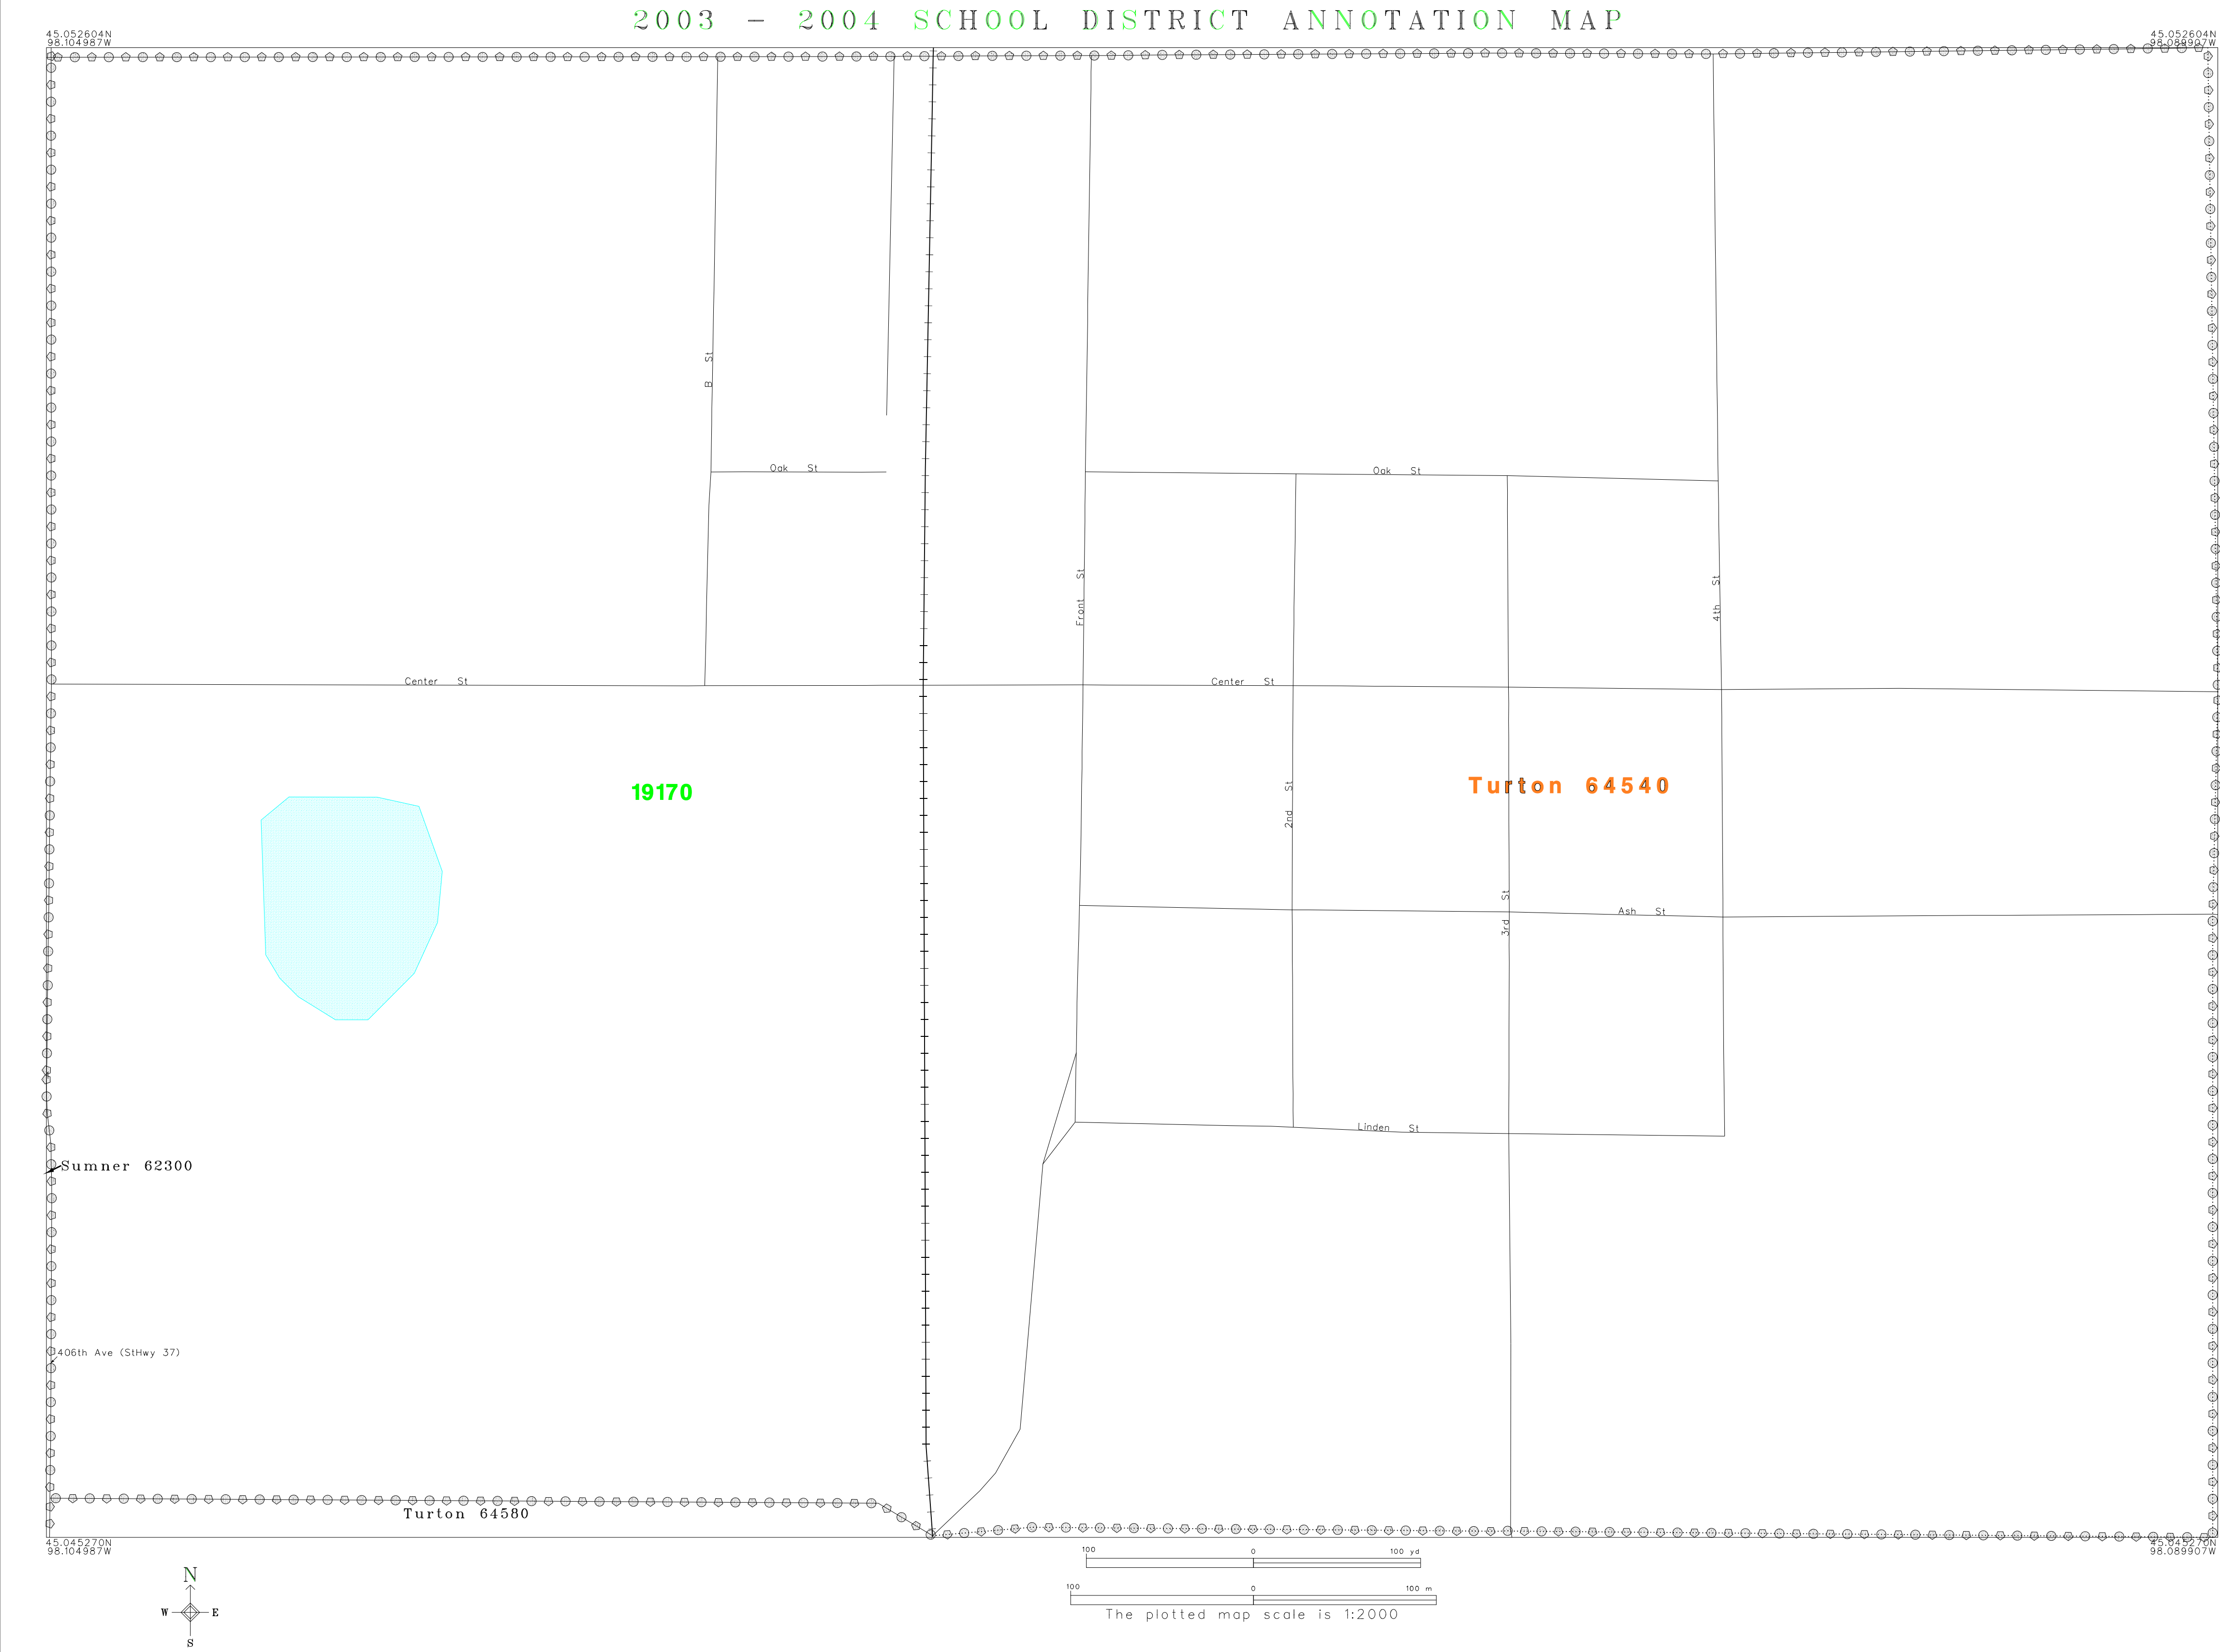 2003 - 2004 SCHOOL DISTRICT ANNOTATION MAP
45.052604N
98.104987W
45.052604N
98.089907W
B St
Oak St
Oak St
Front St
4th St
Center St
Center St
19170
Turton 64540
2nd St
3rd St
Ash St
Linden St
Sumner 62300
406th Ave (StHwy 37)
Turton 64580
45.045270N
98.104987W
45.045270N
98.089907W
100 0 100 yd
100 0 100 m
The plotted map scale is 1:2000
N
W E
S